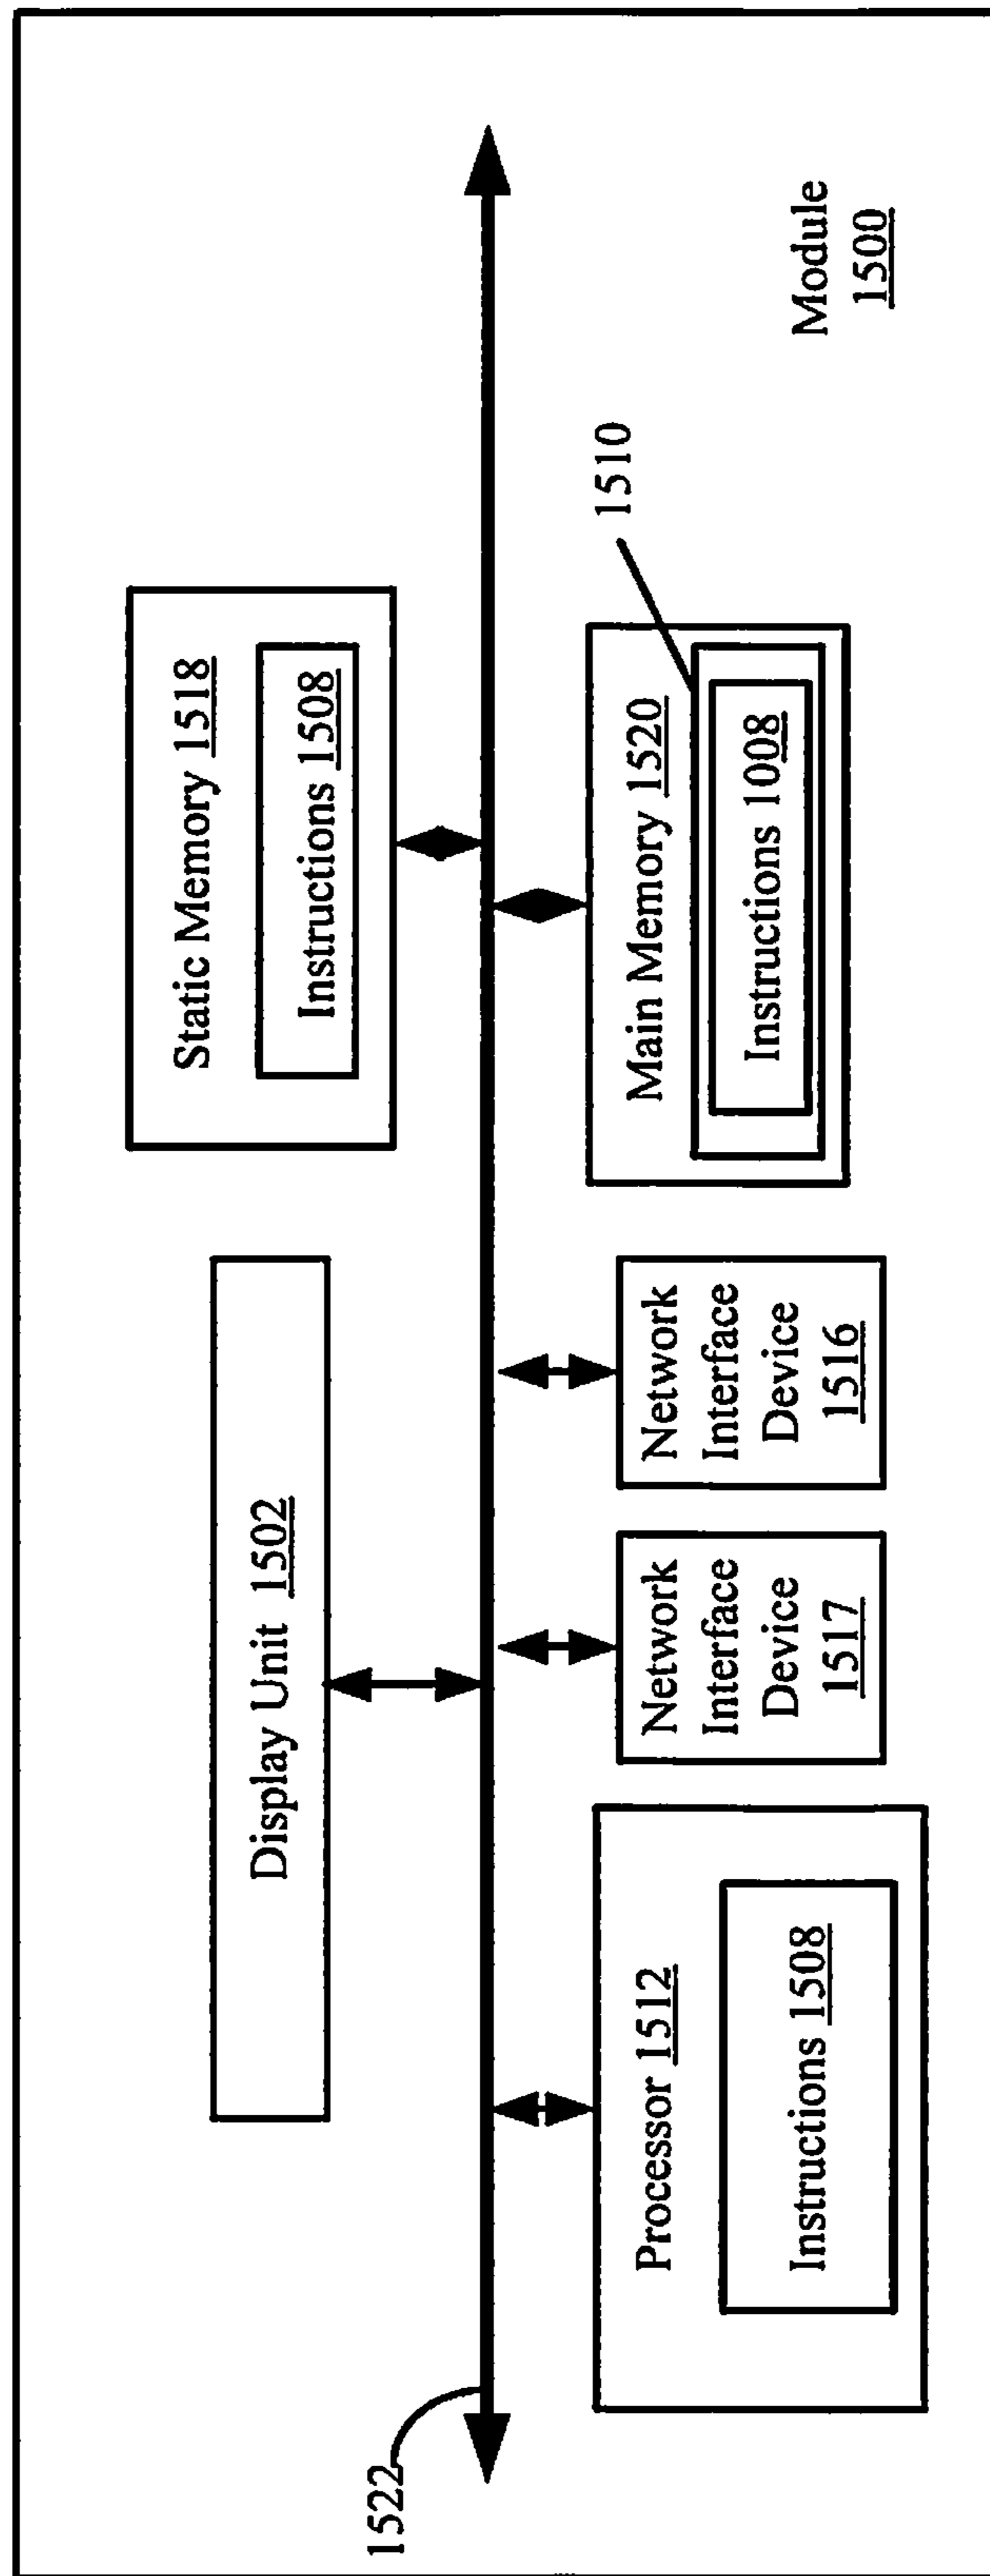 1522
Display Unit 1502
Static Memory 1518
Instructions 1508
Processor 1512
Instructions 1508
Network
Interface
Device
1517
Network
Interface
Device
1516
Main Memory 1520
Instructions 1008
1510
Module
1500